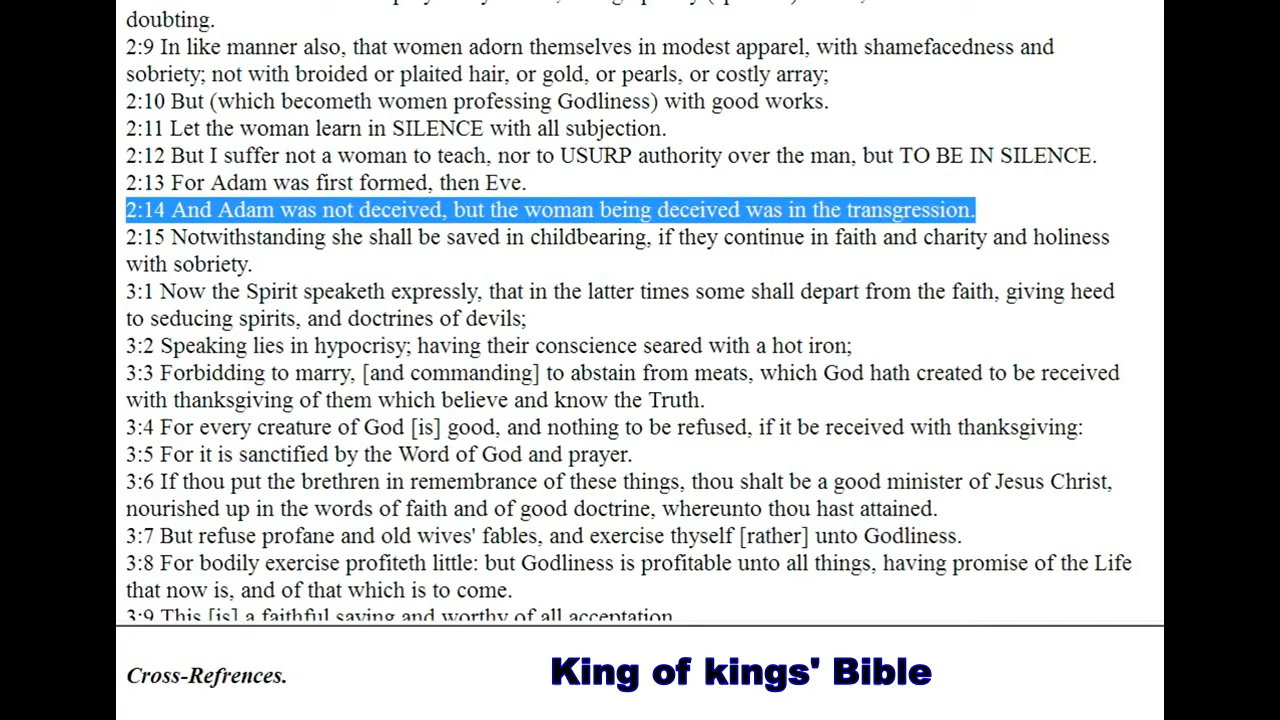 doubting.
2:9 In like manner also, that women adorn themselves in modest apparel, with shamefacedness and
sobriety; not with broided or plaited hair, or gold, or pearls, or costly array;
2:10 But (which becometh women professing Godliness) with good works.
2:11 Let the woman learn in SILENCE with all subjection.
2:12 But I suffer not a woman to teach, nor to USURP authority over the man, but TO BE IN SILENCE.
2:13 For Adam was first formed, then Eve.
2:14 And Adam was not deceived, but the woman being deceived was in the transgression.
2:15 Notwithstanding she shall be saved in childbearing, if they continue in faith and charity and holiness
with sobriety.
3:1 Now the Spirit speaketh expressly, that in the latter times some shall depart from the faith, giving heed
to seducing spirits, and doctrines of devils;
3:2 Speaking lies in hypocrisy; having their conscience seared with a hot iron;
3:3 Forbidding to marry, [and commanding] to abstain from meats, which God hath created to be received
with thanksgiving of them which believe and know the Truth.
3:4 For every creature of God [is] good, and nothing to be refused, if it be received with thanksgiving:
3:5 For it is sanctified by the Word of God and prayer.
3:6 If thou put the brethren in remembrance of these things, thou shalt be a good minister of Jesus Christ,
nourished up in the words of faith and of good doctrine, whereunto thou hast attained.
3:7 But refuse profane and old wives' fables, and exercise thyself [rather] unto Godliness.
3:8 For bodily exercise profiteth little: but Godliness is profitable unto all things, having promise of the Life
that now is, and of that which is to come.
3:9 This [is] a faithful saying and worthy of all acceptation.
Cross-Refrences.
King of kings' Bible